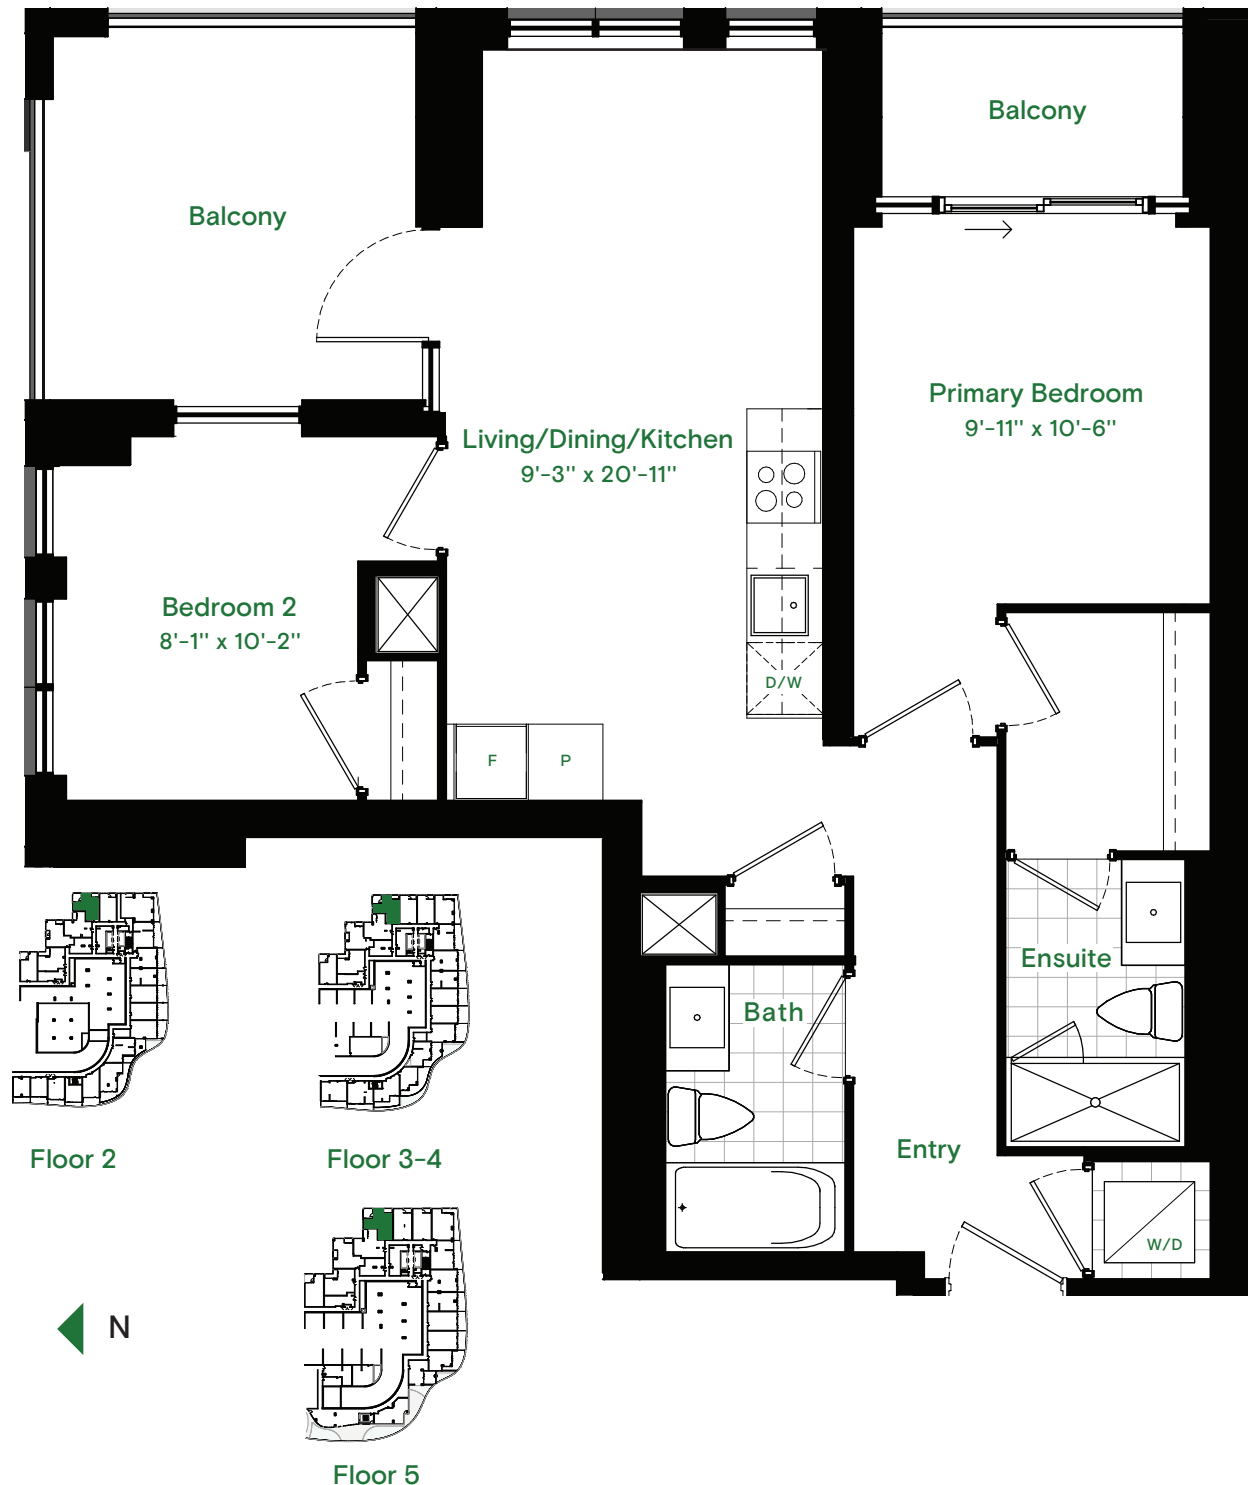 Balcony
Balcony
Primary Bedroom
9'-11" x 10'-6"
Living/Dining/Kitchen
9'-3" x 20'-11"
Bedroom 2
8'-1" x 10'-2"
D/W
F
P
Ensuite
Bath
Entry
W/D
Floor 2
Floor 3-4
N
Floor 5